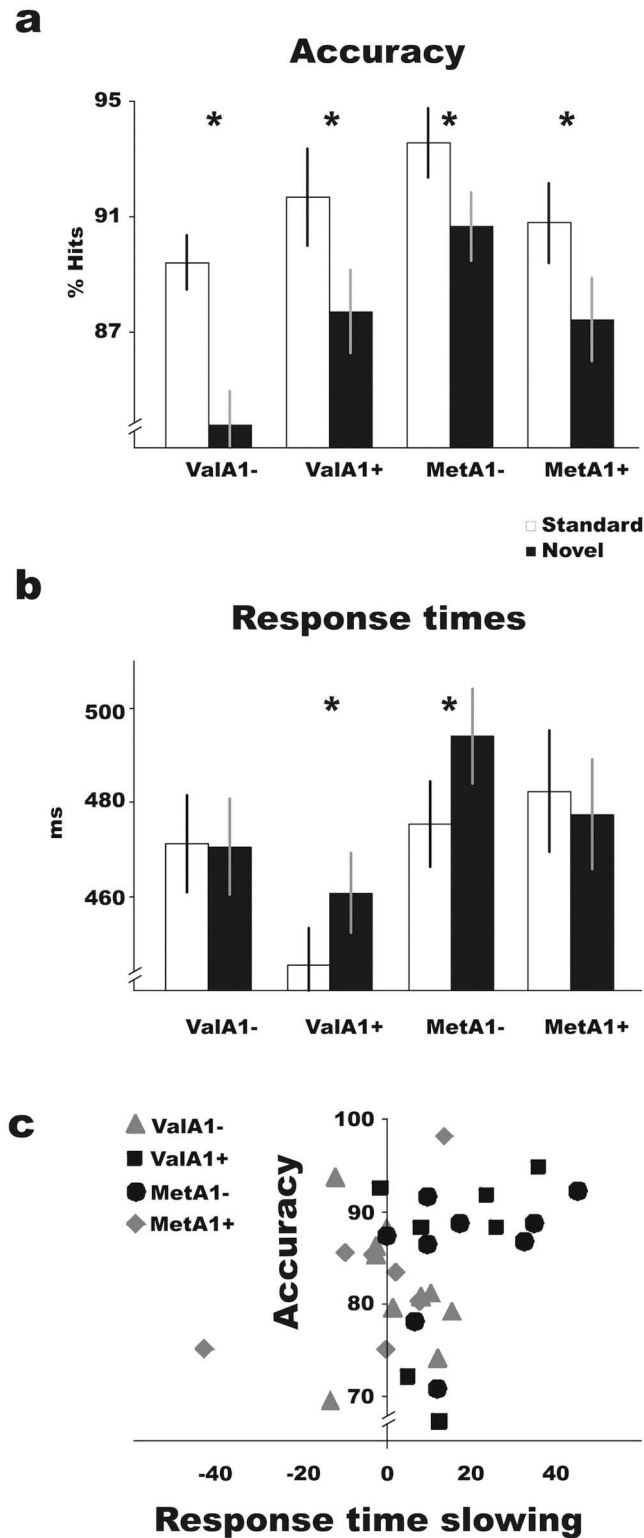 a
Accuracy
95
* * * *
91
% Hits
87
ValA1- ValA1+ MetA1- MetA1+
Standard
Novel
b
Response times
500
* *
480
ms
460
ValA1- ValA1+ MetA1- MetA1+
c
ValA1-
ValA1+
MetA1-
MetA1+
Accuracy
100
90
80
70
-40 -20 0 20 40
Response time slowing